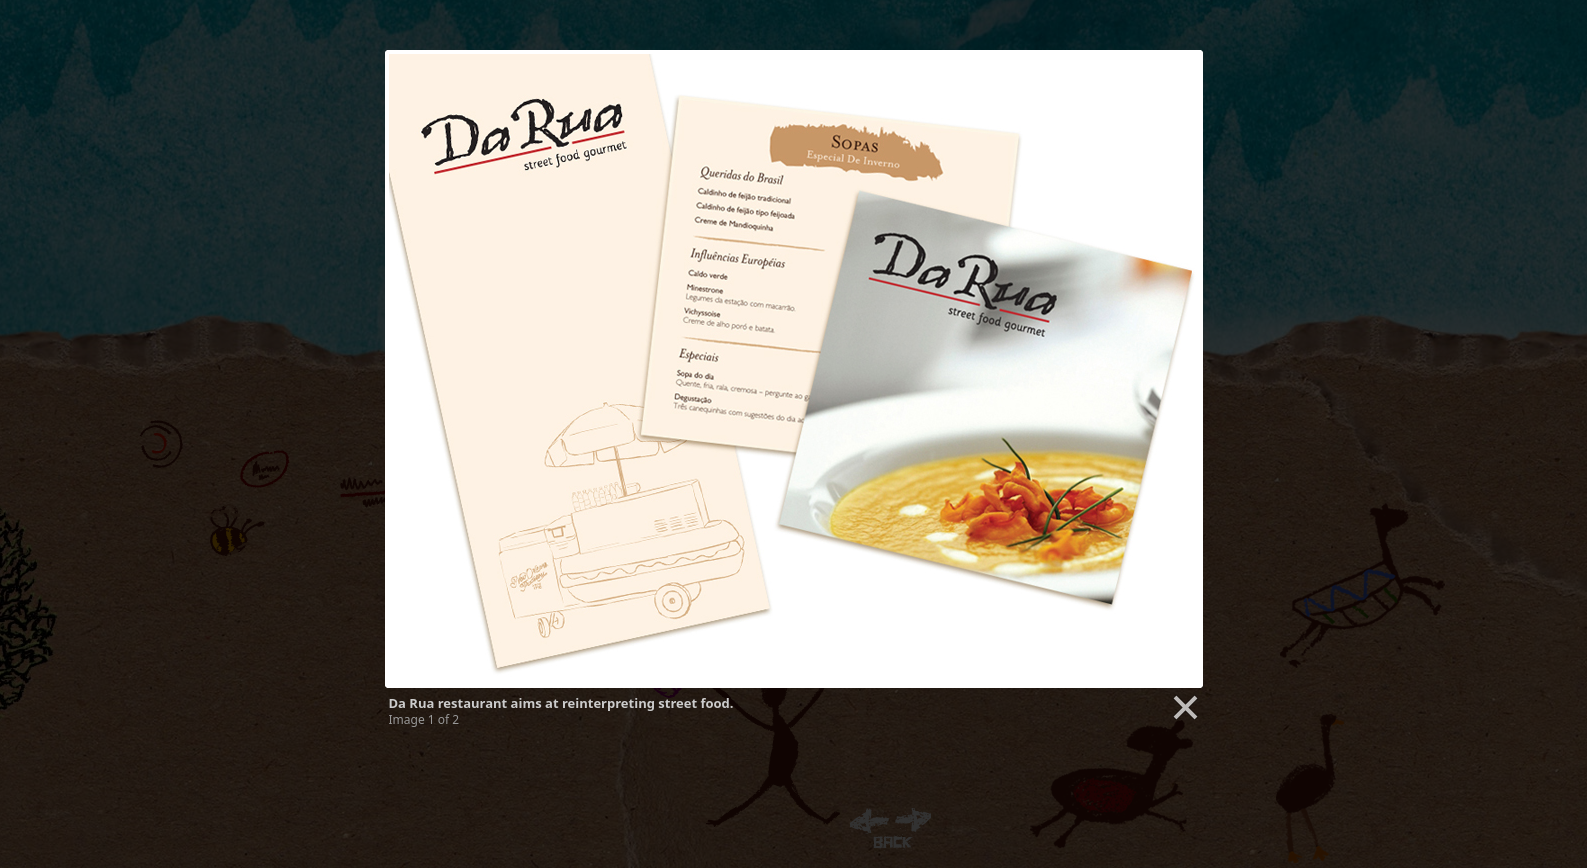 Da Rua
street food gourmet
Sopas
Especial De Inverno
Queridas do Brasil
Caldinho de feijão tradicional
Caldinho de feijão tipo feijoada
Creme de Mandioquinha
Influências Européias
Caldo verde
Minestrone
Legumes da estação com macarrão.
Vichyssoise
Creme de alho poró e batata.
Especiais
Sopa do dia
Quente, fria, rala, cremosa – pergunte ao
Degustação
Três canequinhas com sugestões do dia
Da Rua
street food gourmet
Da Rua restaurant aims at reinterpreting street food.
Image 1 of 2
BACK